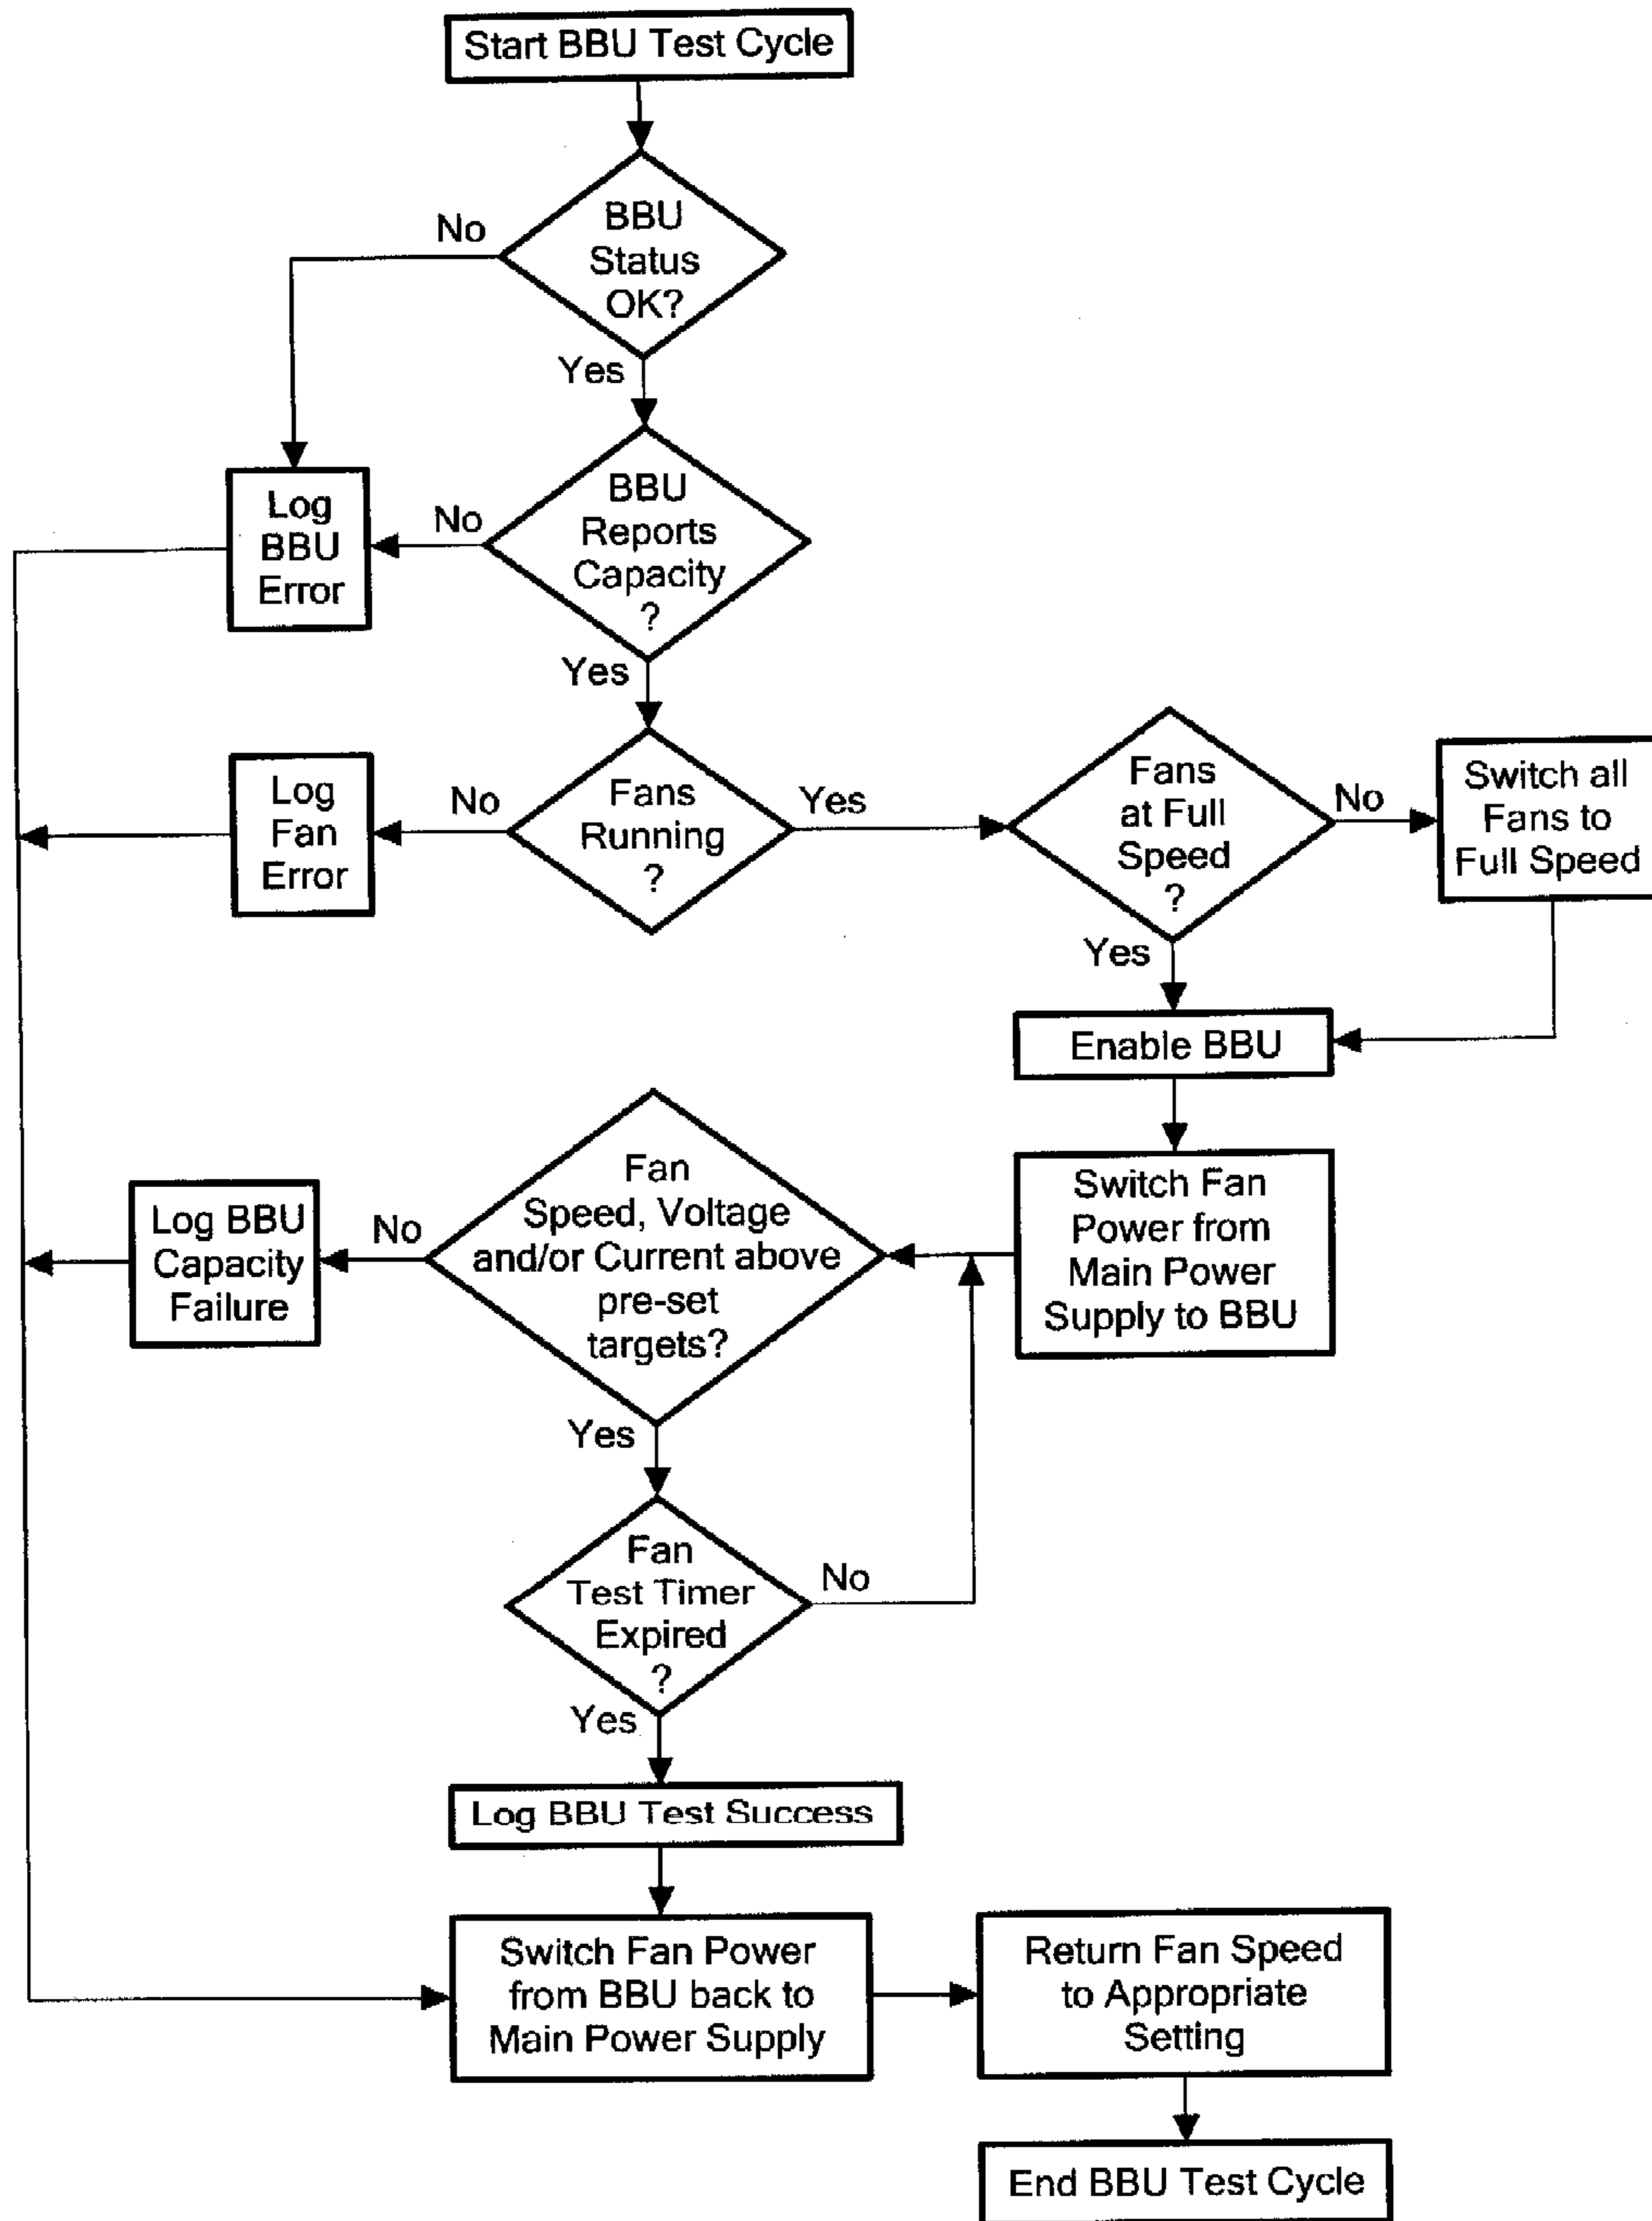 Start BBU Test Cycle
BBU
Status
OK?
No
Yes
Log
BBU
Error
No
BBU
Reports
Capacity
?
Yes
Log
Fan
Error
No
Fans
Running
?
Yes
Fans
at Full
Speed
?
No
Switch all
Fans to
Full Speed
Yes
Enable BBU
Switch Fan
Power from
Main Power
Supply to BBU
Fan
Speed, Voltage
and/or Current above
pre-set
targets?
No
Log BBU
Capacity
Failure
Yes
Fan
Test Timer
Expired
?
No
Yes
Log BBU Test Success
Switch Fan Power
from BBU back to
Main Power Supply
Return Fan Speed
to Appropriate
Setting
End BBU Test Cycle